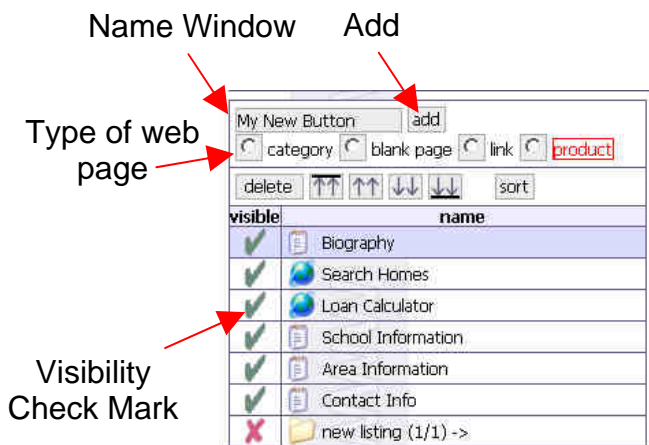 Name Window
Add
My New Button
add
Type of web
page
category
blank page
link
product
delete
sort
visible
name
Biography
Search Homes
Loan Calculator
School Information
Area Information
Contact Info
new listing (1/1) ->
Visibility
Check Mark